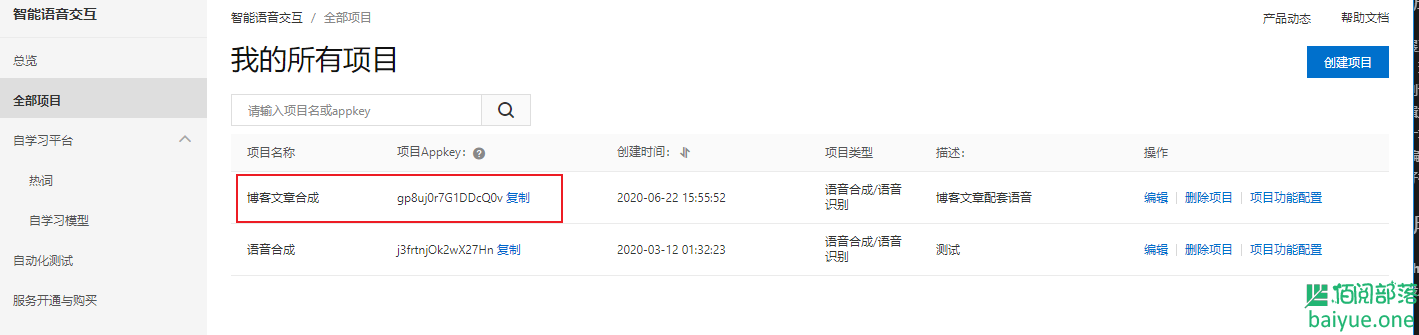 智能语音交互
总览
全部项目
自学习平台
热词
自学习模型
自动化测试
服务开通与购买
智能语音交互 / 全部项目
产品动态 帮助文档
我的所有项目
创建项目
请输入项目名或appkey
项目名称 项目Appkey: 创建时间: 项目类型 描述: 操作
博客文章合成 gp8uj0r7G1DDcQ0v 复制 2020-06-22 15:55:52 语音合成/语音识别 博客文章配套语音 编辑 删除项目 项目功能配置
语音合成 j3frtnjOk2wX27Hn 复制 2020-03-12 01:32:23 语音合成/语音识别 测试 编辑 删除项目 项目功能配置
佰阅部落
baiyue.one